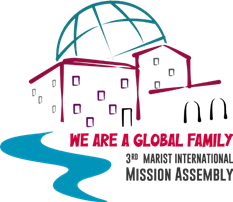 WE ARE A GLOBAL FAMILY
3RD MARIST INTERNATIONAL
MISSION ASSEMBLY